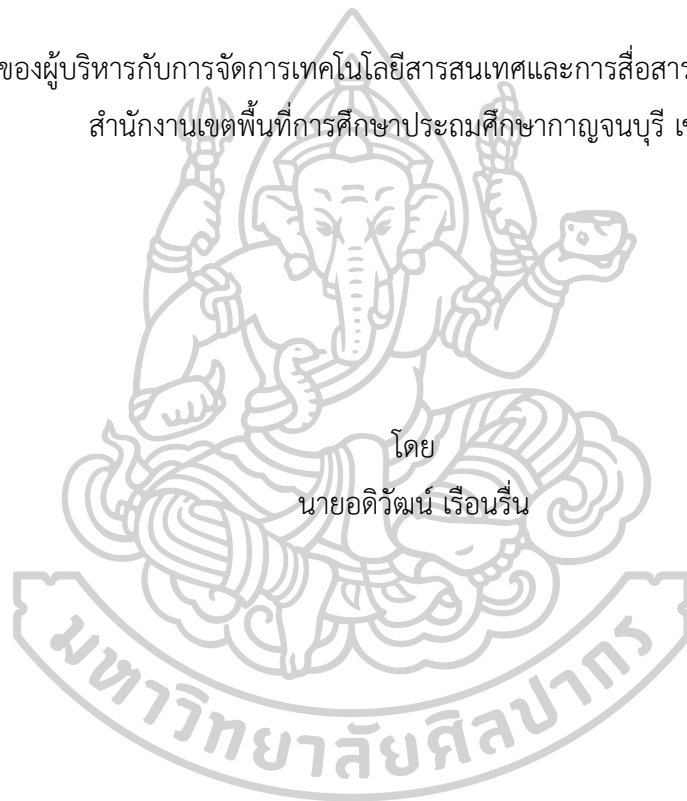 ของผู้บริหารกับการจัดการเทคโนโลยีสารสนเทศและการสื่อสาร
สำนักงานเขตพื้นที่การศึกษาประถมศึกษากาญจนบุรี เข
โดย
นายอดิวัฒน์ เรือนรื่น
มหาวิทยาลัยศิลปากร